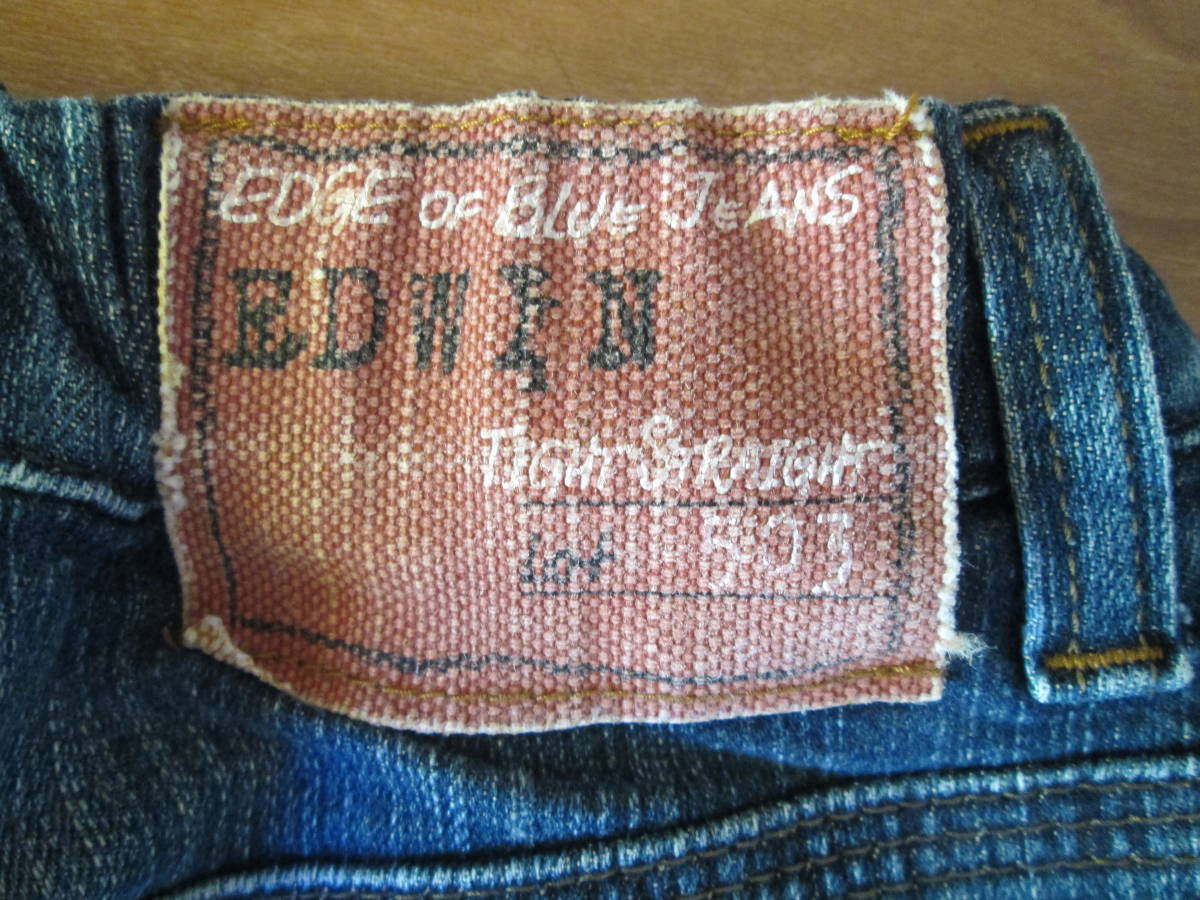 EDGE OF BLUE JEANS
EDWIN
TIGHT STRAIGHT
Lot 503